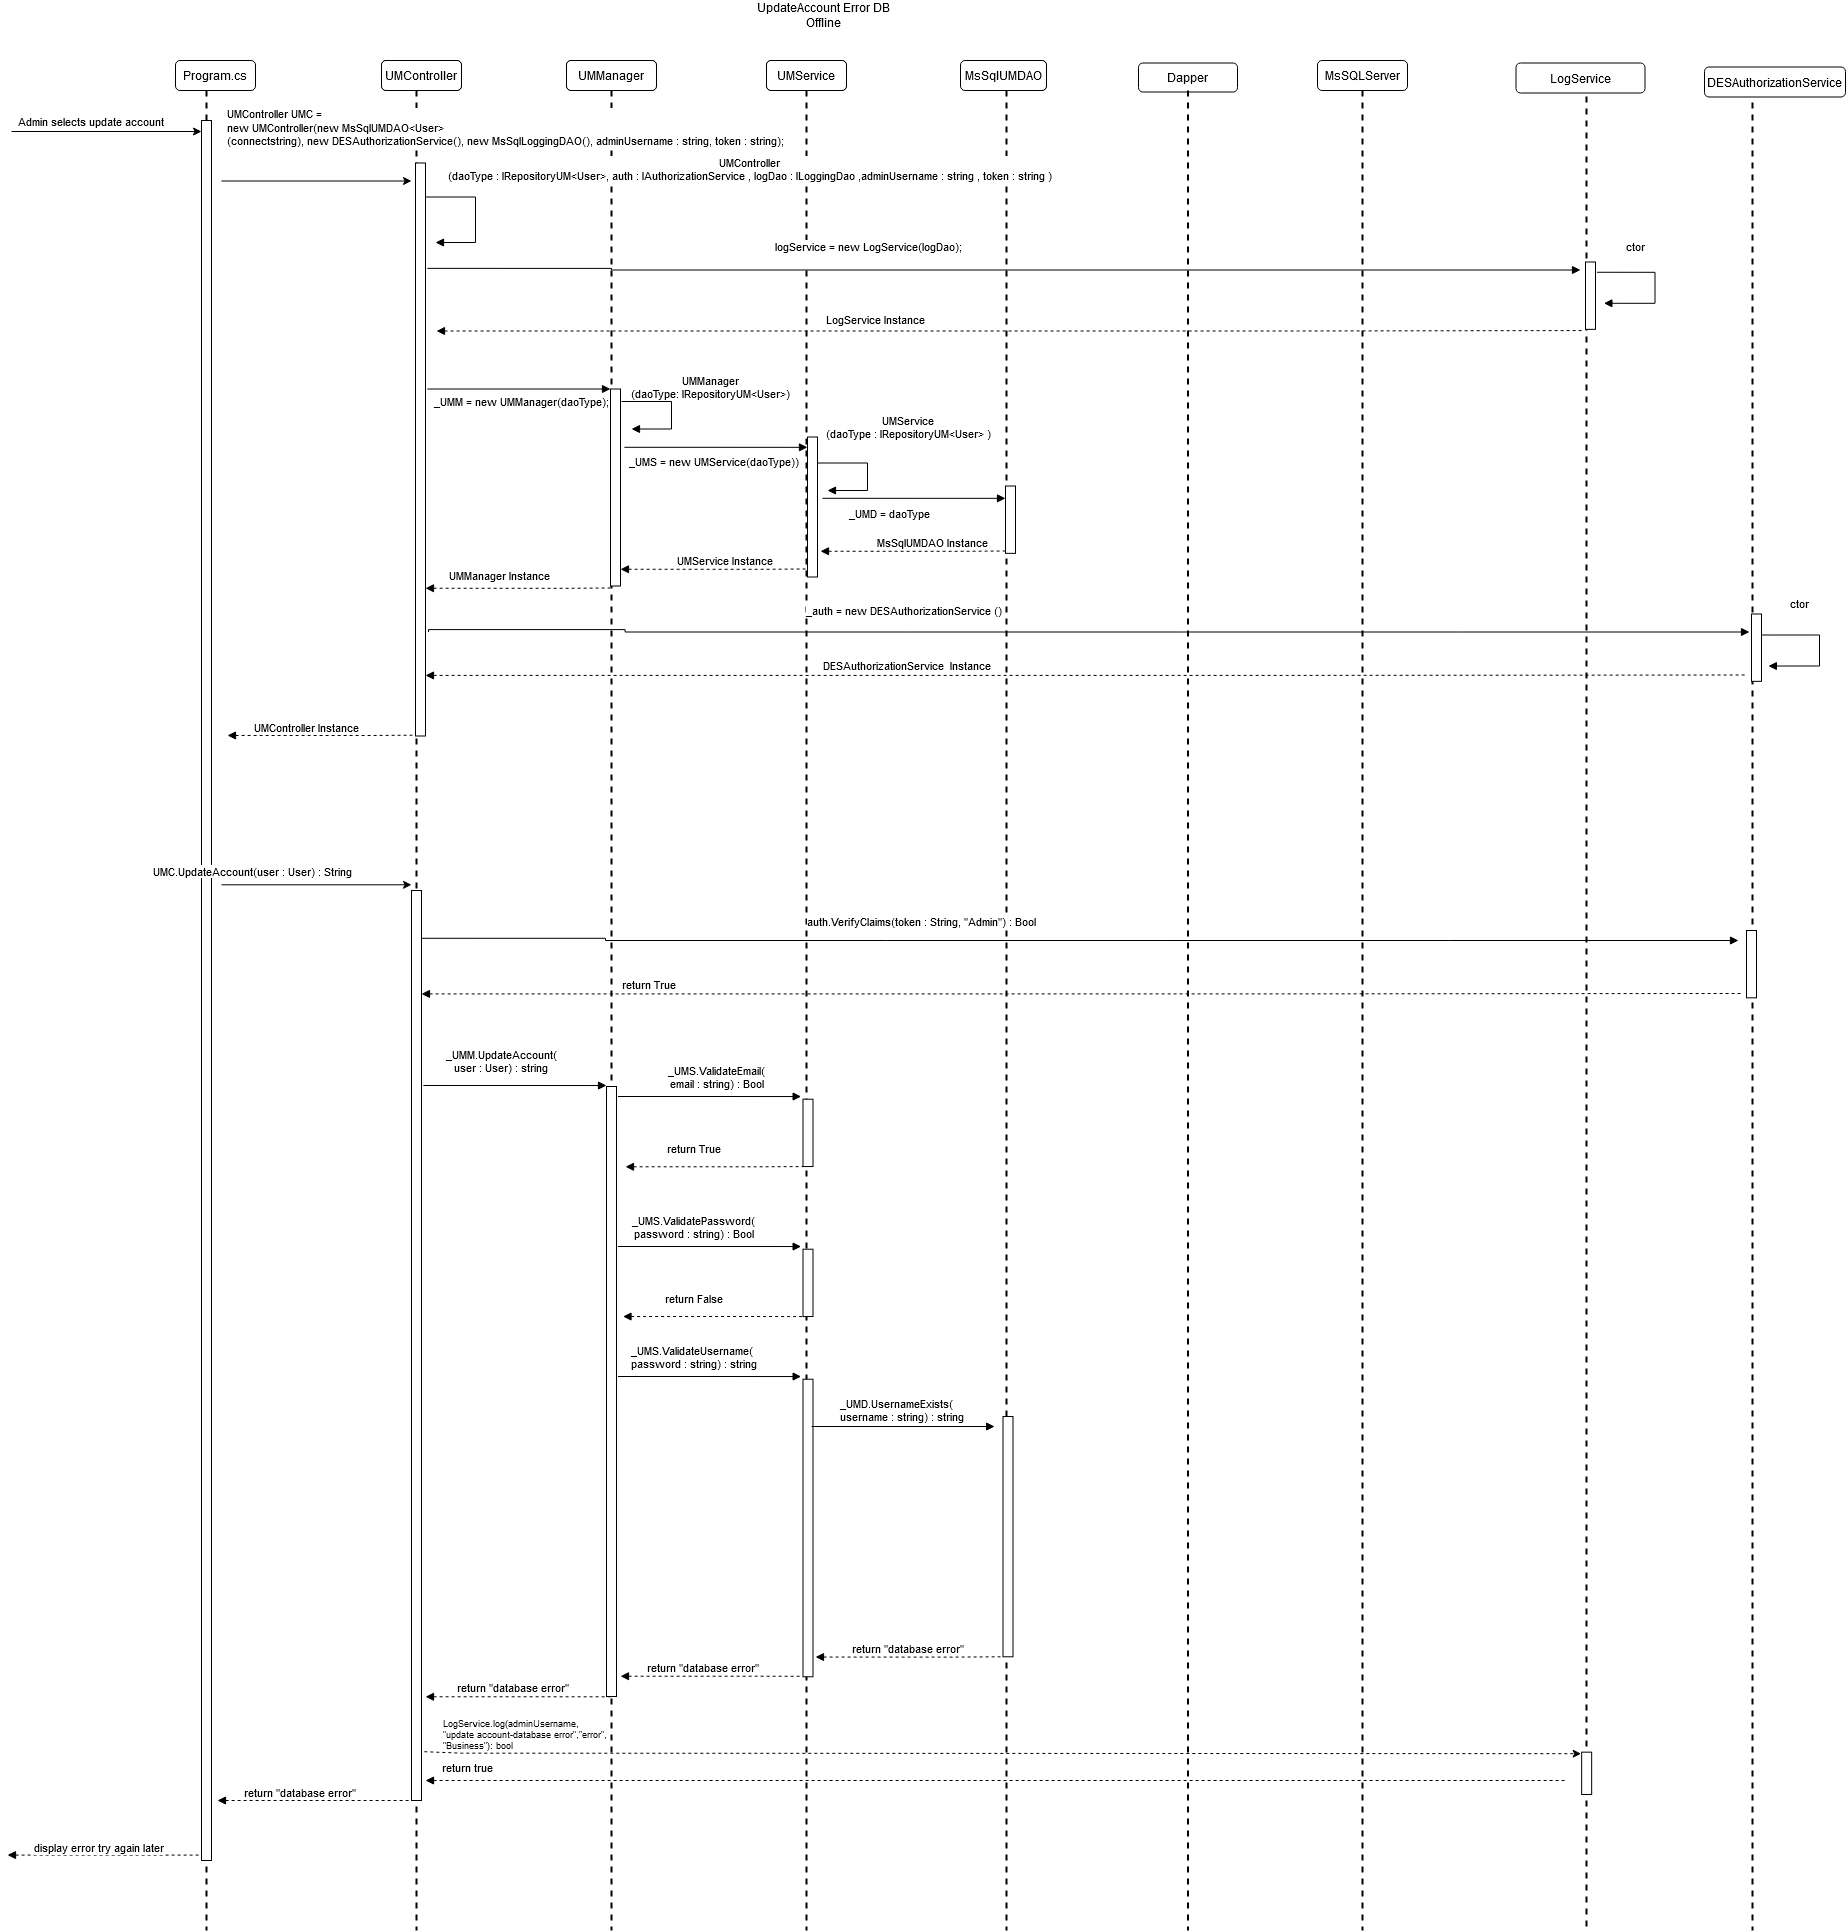 UpdateAccount Error DB
Offline
Program.cs
UMController
UMManager
UMService
MsSqlUMDAO
Dapper
MsSQLServer
LogService
DESAuthorizationService
Admin selects update account
UMController UMC =
new UMController(new MsSqlUMDAO<User>
(connectstring), new DESAuthorizationService(), new MsSqlLoggingDAO(), adminUsername : string, token : string);
UMController
(daoType : IRepositoryUM<User>, auth : IAuthorizationService , logDao : ILoggingDao ,adminUsername : string , token : string )
logService = new LogService(logDao);
ctor
LogService Instance
UMManager
(daoType: IRepositoryUM<User>)
_UMM = new UMManager(daoType);
UMService
(daoType : IRepositoryUM<User> )
_UMS = new UMService(daoType))
_UMD = daoType
MsSqlUMDAO Instance
UMService Instance
UMManager Instance
_auth = new DESAuthorizationService ()
ctor
DESAuthorizationService  Instance
UMController Instance
UMC.UpdateAccount(user : User) : String
auth.VerifyClaims(token : String, "Admin") : Bool
return True
_UMM.UpdateAccount(
user : User) : string
_UMS.ValidateEmail(
email : string) : Bool
return True
_UMS.ValidatePassword(
password : string) : Bool
return False
_UMS.ValidateUsername(
password : string) : string
_UMD.UsernameExists(
username : string) : string
return "database error"
return "database error"
return "database error"
LogService.log(adminUsername,
"update account-database error","error",
"Business"): bool
return true
return "database error"
display error try again later